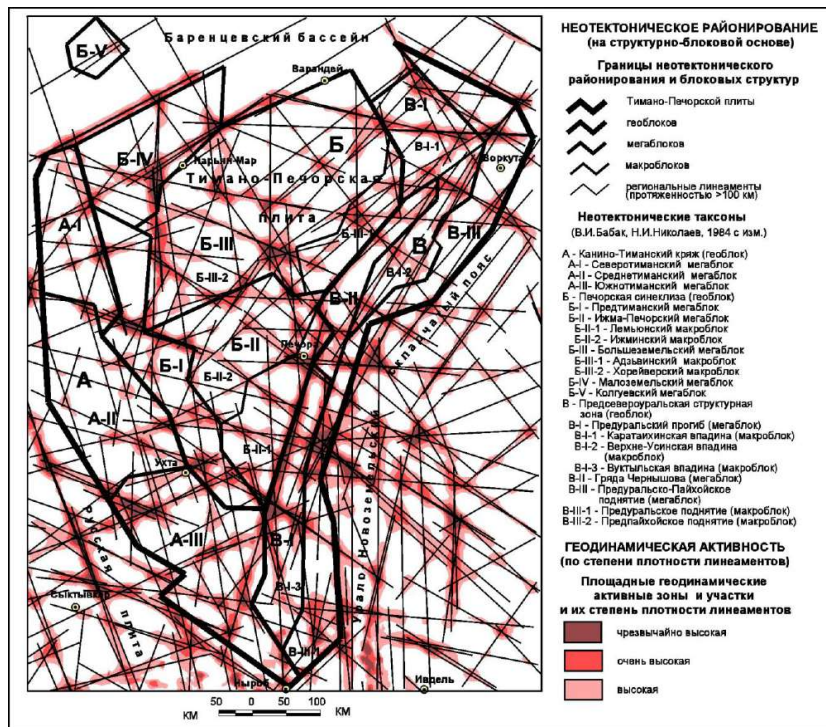 Б-V
Баренцевский бассейн
Варандей
В-I
Б
В-I-1
Б-IV
Нарьян-Мар
Воркута
Тимано-Печорская
плита
А-I
Б-III
Б-III-1
В
В-III
Б-III-2
В-I-2
В-II
складчатый пояс
Б-II
Печора
Б-I
А
Б-II-2
А-II
Б-II-1
Ухта
Урало-Новоземельский
А-III
В-I
плита
В-I-3
Сыктывкар
В-III-1
Ныроб
Ивдель
50 0 50 100
КМ КМ
НЕОТЕКТОНИЧЕСКОЕ РАЙОНИРОВАНИЕ
(на структурно-блоковой основе)
Границы неотектонического
районирования и блоковых структур
Тимано-Печорской плиты
геоблоков
мегаблоков
макроблоков
региональные линеаменты
(протяженностью >100 км)
Неотектонические таксоны
(В.И.Бабак, Н.И.Николаев, 1984 с изм.)
А - Канино-Тиманский кряж (геоблок)
А-I - Северотиманский мегаблок
А-II - Среднетиманский мегаблок
А-III - Южнотиманский мегаблок
Б - Печорская синеклиза (геоблок)
Б-I - Предтиманский мегаблок
Б-II - Ижма-Печорский мегаблок
Б-II-1 - Лемьюнский макроблок
Б-II-2 - Ижминский макроблок
Б-III - Большеземельский мегаблок
Б-III-1 - Адзьвинский макроблок
Б-III-2 - Хорейверский макроблок
Б-IV - Малоземельский мегаблок
Б-V - Колгуевский мегаблок
В - Предсевероуральская структурная
зона (геоблок)
В-I - Предуральский прогиб (мегаблок)
В-I-1 - Каратаихинская впадина (макроблок)
В-I-2 - Верхне-Усинская впадина
(макроблок)
В-I-3 - Вуктыльская впадина (макроблок)
В-II - Гряда Чернышова (мегаблок)
В-III - Предуральско-Пайхойское
поднятие (мегаблок)
В-III-1 - Предуральское поднятие (макроблок)
В-III-2 - Предпайхойское поднятие (макроблок)
ГЕОДИНАМИЧЕСКАЯ АКТИВНОСТЬ
(по степени плотности линеаментов)
Площадные геодинамические
активные зоны и участки
и их степень плотности линеаментов
чрезвычайно высокая
очень высокая
высокая